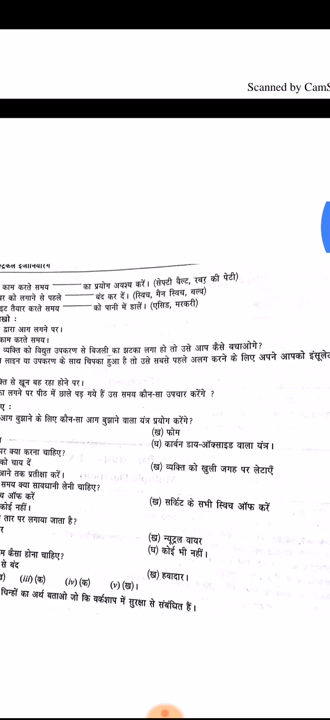 Scanned by CamS
काम करते समय ———— का प्रयोग अवश्य करें। (सेफ्टी वैल्ट, रबर की पेटी)
को लगाने से पहले ———— बंद कर दें। (स्विच, मैन स्विच, बल्ब)
तैयार करते समय ———— को पानी में डालें। (एसिड, मरकरी)
द्वारा आग लगने पर।
काम करते समय।
व्यक्ति को विद्युत उपकरण से बिजली का झटका लगा हो तो उसे आप कैसे बचाओगे?
लाइन या उपकरण के साथ चिपका हुआ है तो उसे सबसे पहले अलग करने के लिए अपने आपको
से खून बह रहा होने पर।
लगने पर पीठ में छाले पड़ गये हैं उस समय कौन-सा उपचार करेंगे ?
आग बुझाने के लिए कौन-सा आग बुझाने वाला यंत्र प्रयोग करेंगे?
(ख) फोम
(घ) कार्बन डाय-ऑक्साइड वाला यंत्र।
क्या करना चाहिए?
को चाय दें
(ख) व्यक्ति को खुली जगह पर लेटाएँ
आने तक प्रतीक्षा करें।
समय क्या सावधानी लेनी चाहिए?
ऑफ करें
(ख) सर्किट के सभी स्विच ऑफ करें
कोई नहीं।
तार पर लगाया जाता है?
(ख) न्यूट्रल वायर
(घ) कोई भी नहीं।
कैसा होना चाहिए?
से बंद
(ख) हवादार।
(iii) (क) (iv) (क) (v) (ख)।
चिन्हों का अर्थ बताओ जो कि वर्कशाप में सुरक्षा से संबंधित हैं।